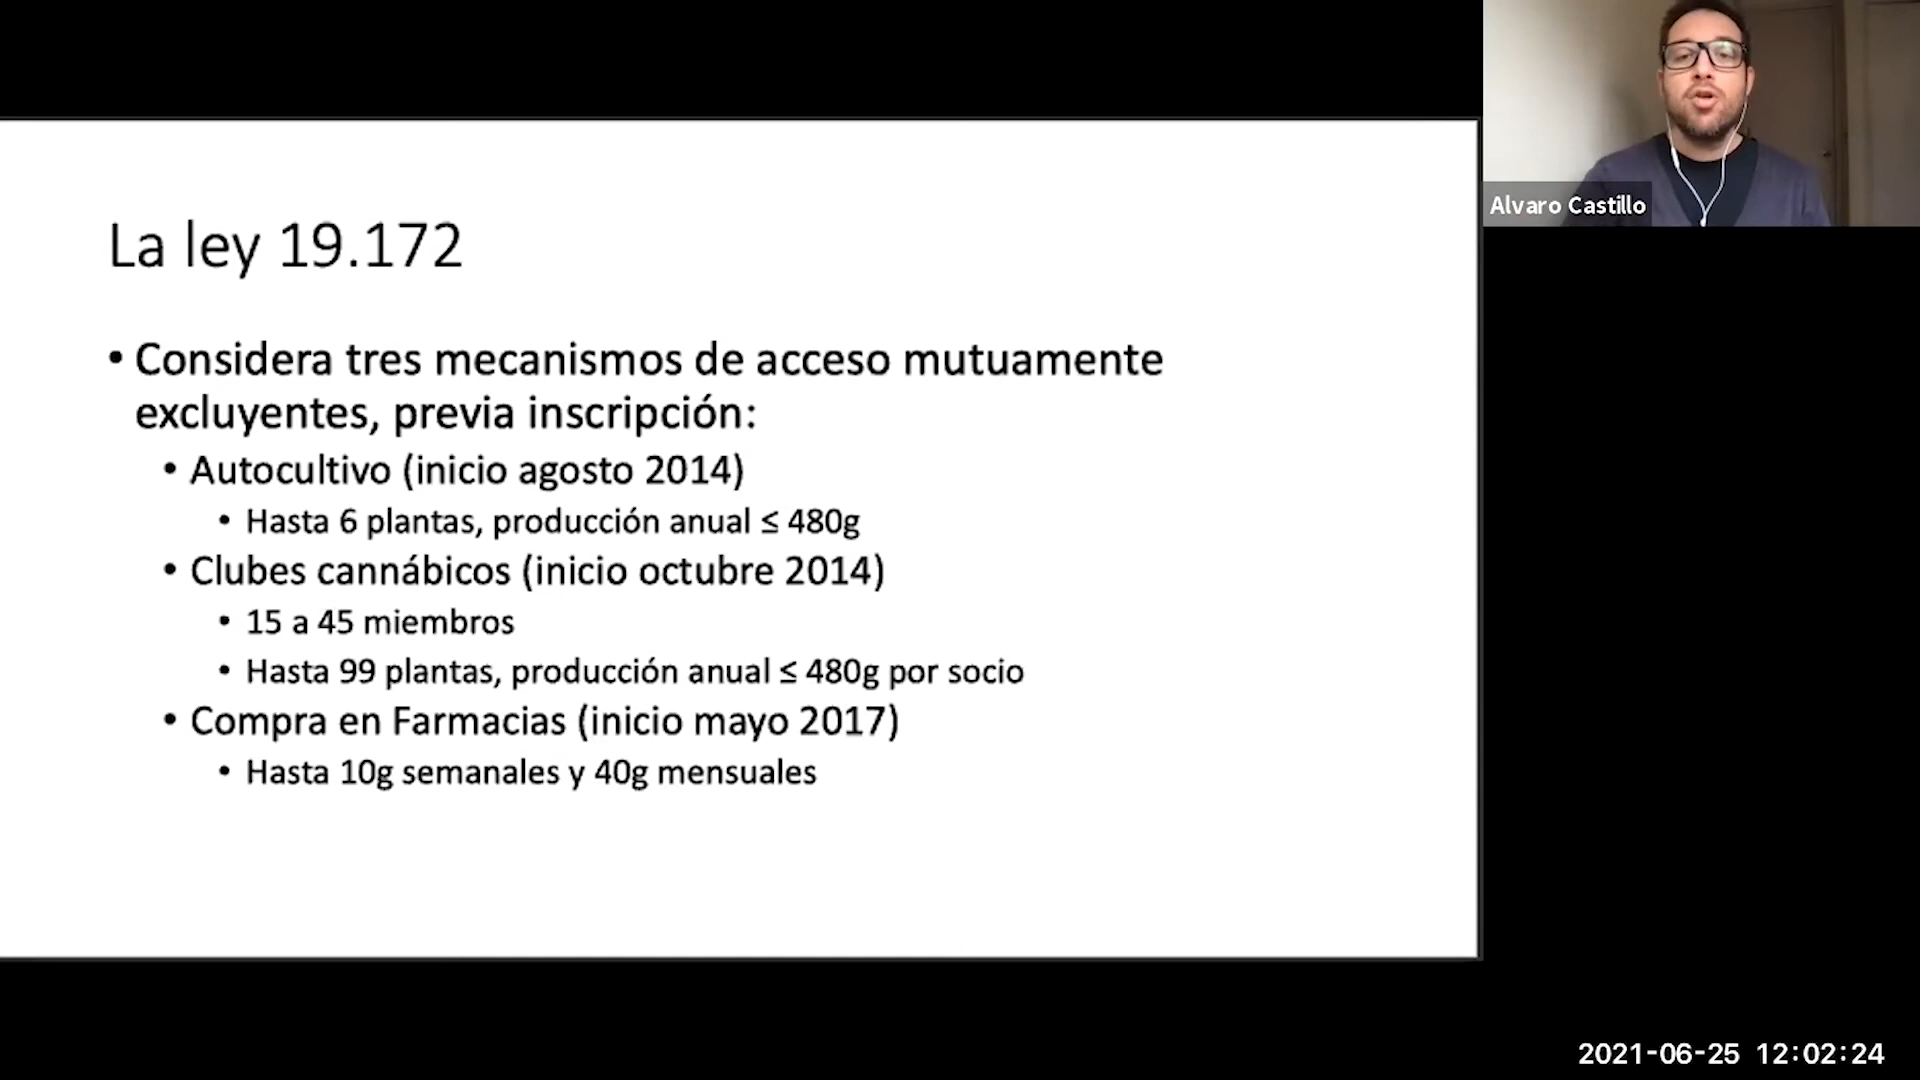 La ley 19.172
• Considera tres mecanismos de acceso mutuamente
excluyentes, previa inscripción:
• Autocultivo (inicio agosto 2014)
• Hasta 6 plantas, producción anual ≤ 480g
• Clubes cannábicos (inicio octubre 2014)
• 15 a 45 miembros
• Hasta 99 plantas, producción anual ≤ 480g por socio
• Compra en Farmacias (inicio mayo 2017)
• Hasta 10g semanales y 40g mensuales
Alvaro Castillo
2021-06-25 12:02:24